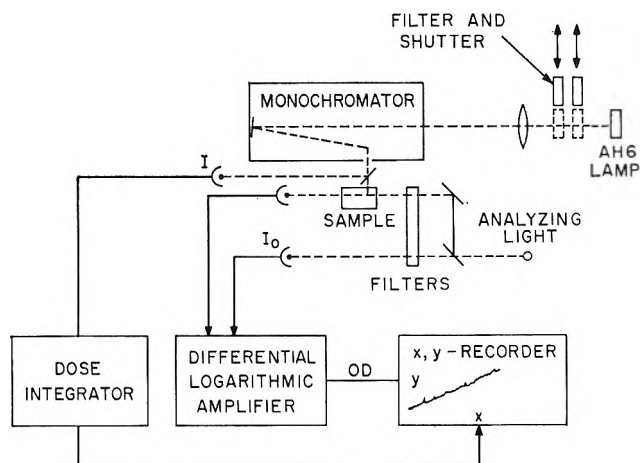 FILTER AND
SHUTTER
MONOCHROMATOR
AH6
LAMP
I
SAMPLE
ANALYZING
LIGHT
I₀
FILTERS
DOSE
INTEGRATOR
DIFFERENTIAL
LOGARITHMIC
AMPLIFIER
OD
x, y-RECORDER
y
x